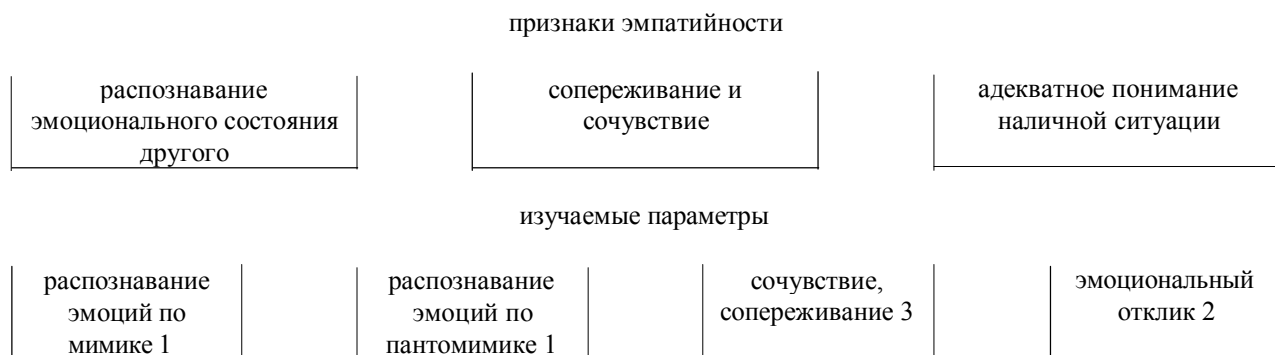 признаки эмпатийности
распознавание
эмоционального состояния
другого
сопереживание и
сочувствие
адекватное понимание
наличной ситуации
изучаемые параметры
распознавание
эмоций по
мимике 1
распознавание
эмоций по
пантомимике 1
сочувствие,
сопереживание 3
эмоциональный
отклик 2